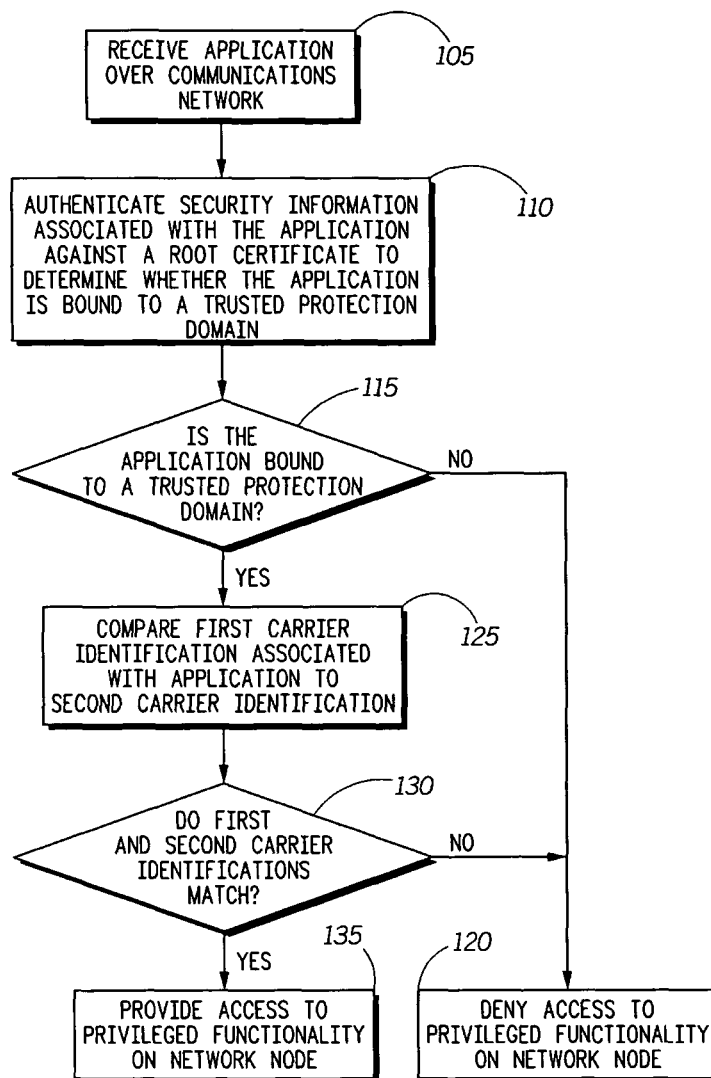 RECEIVE APPLICATION
OVER COMMUNICATIONS
NETWORK
105
AUTHENTICATE SECURITY INFORMATION
ASSOCIATED WITH THE APPLICATION
AGAINST A ROOT CERTIFICATE TO
DETERMINE WHETHER THE APPLICATION
IS BOUND TO A TRUSTED PROTECTION
DOMAIN
110
115
IS THE
APPLICATION BOUND
TO A TRUSTED PROTECTION
DOMAIN?
NO
YES
COMPARE FIRST CARRIER
IDENTIFICATION ASSOCIATED
WITH APPLICATION TO
SECOND CARRIER IDENTIFICATION
125
130
DO FIRST
AND SECOND CARRIER
IDENTIFICATIONS
MATCH?
NO
YES
135
PROVIDE ACCESS TO
PRIVILEGED FUNCTIONALITY
ON NETWORK NODE
120
DENY ACCESS TO
PRIVILEGED FUNCTIONALITY
ON NETWORK NODE